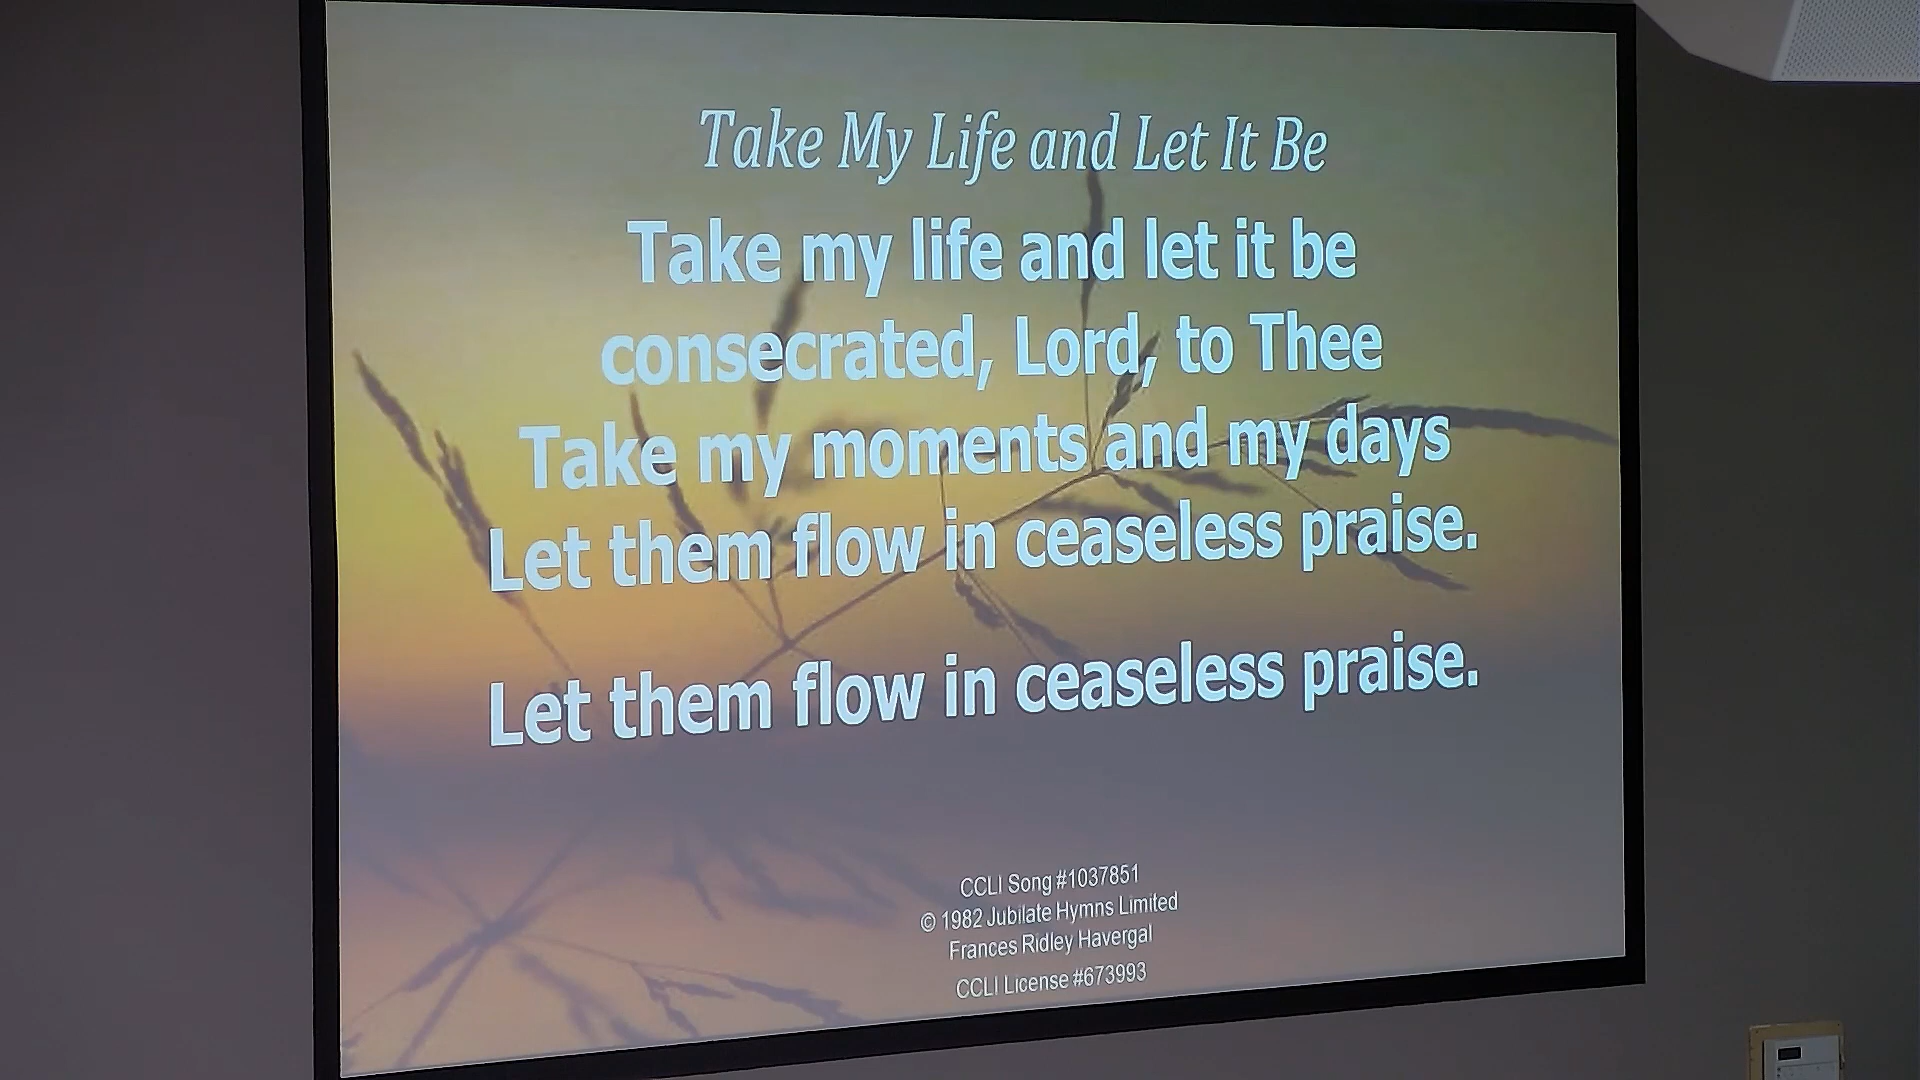 Take My Life and Let It Be
Take my life and let it be
consecrated, Lord, to Thee
Take my moments and my days
Let them flow in ceaseless praise.
Let them flow in ceaseless praise.
CCLI Song #1037851
© 1982 Jubilate Hymns Limited
Frances Ridley Havergal
CCLI License #673993